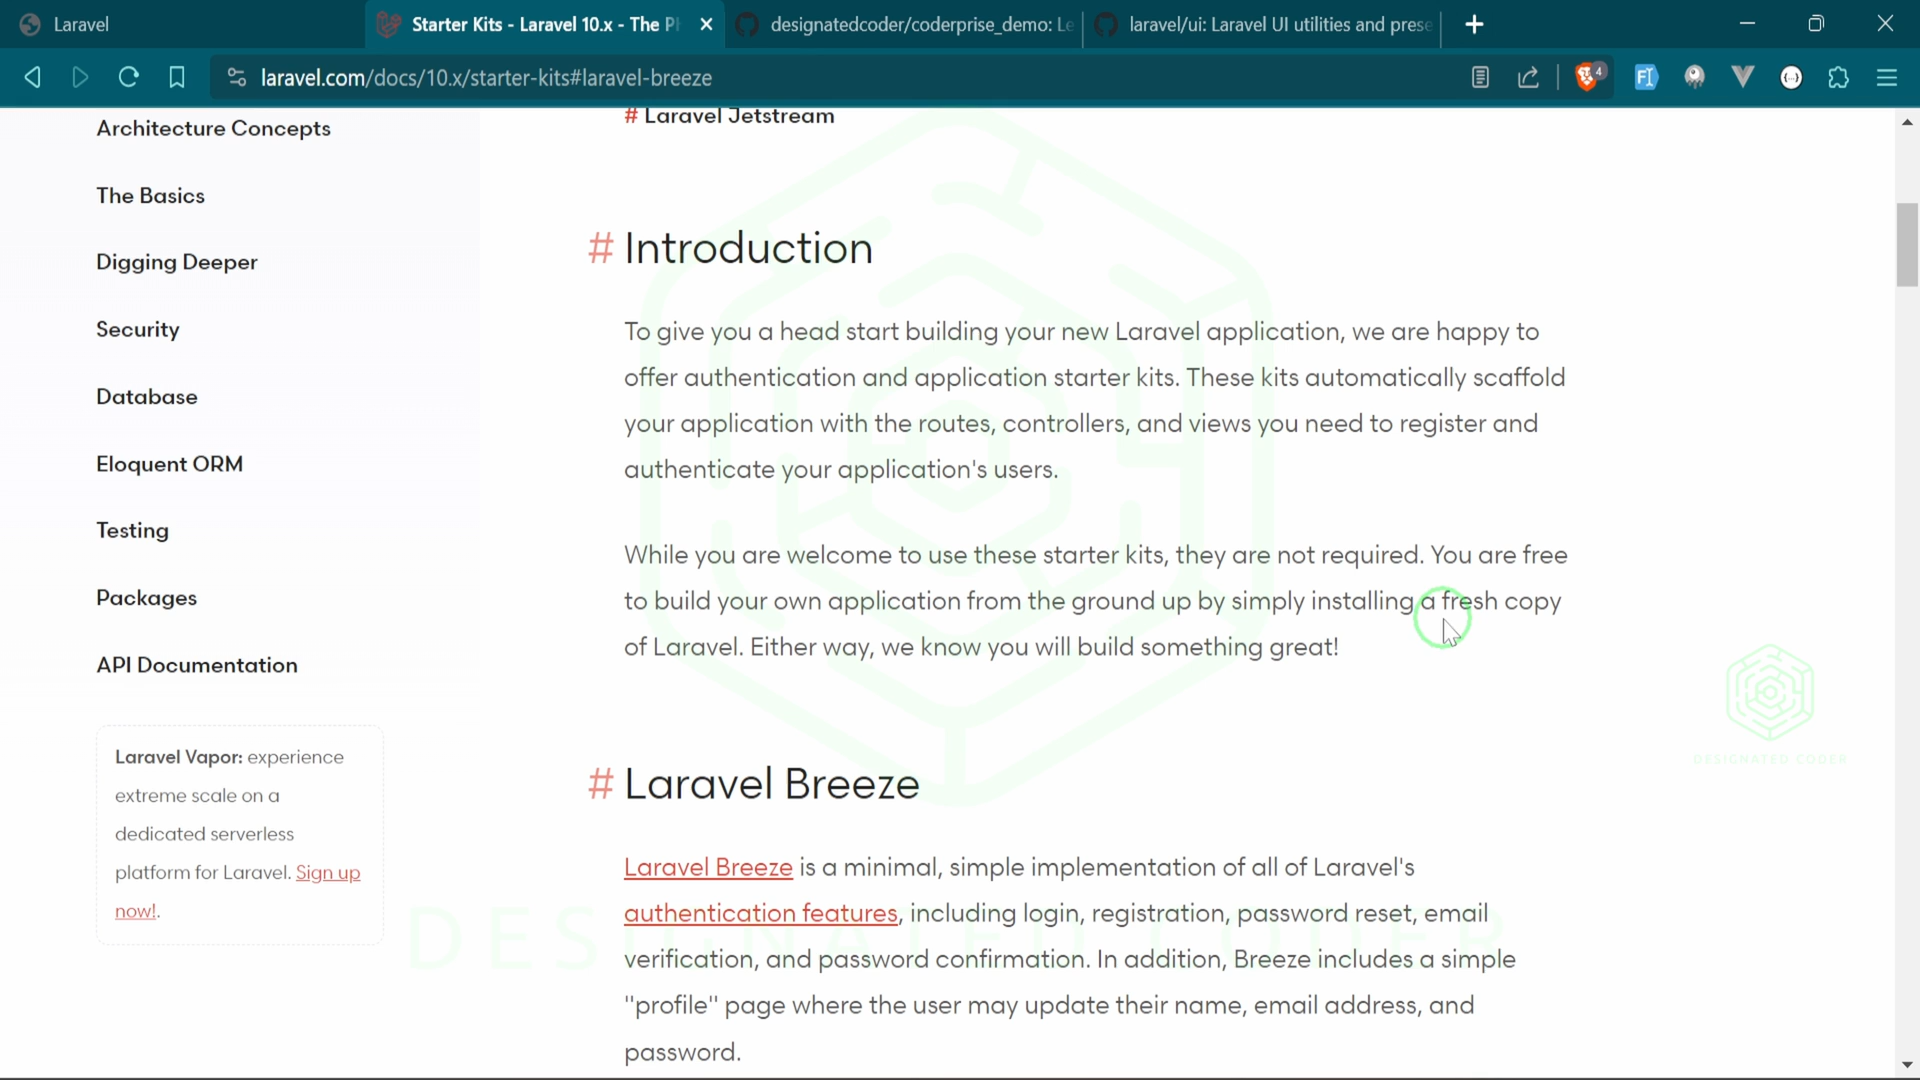 Laravel
Starter Kits - Laravel 10.x - The P
designatedcoder/coderprise_demo: Le
laravel/ui: Laravel UI utilities and prese
laravel.com/docs/10.x/starter-kits#laravel-breeze
4
# Laravel Jetstream
Architecture Concepts
The Basics
Digging Deeper
Security
Database
Eloquent ORM
Testing
Packages
API Documentation
Laravel Vapor: experience
extreme scale on a
dedicated serverless
platform for Laravel. Sign up
now!.
# Introduction
To give you a head start building your new Laravel application, we are happy to
offer authentication and application starter kits. These kits automatically scaffold
your application with the routes, controllers, and views you need to register and
authenticate your application's users.
While you are welcome to use these starter kits, they are not required. You are free
to build your own application from the ground up by simply installing a fresh copy
of Laravel. Either way, we know you will build something great!
# Laravel Breeze
Laravel Breeze is a minimal, simple implementation of all of Laravel's
authentication features, including login, registration, password reset, email
verification, and password confirmation. In addition, Breeze includes a simple
"profile" page where the user may update their name, email address, and
password.
DESIGNATED CODER
DESIGNATED CODER